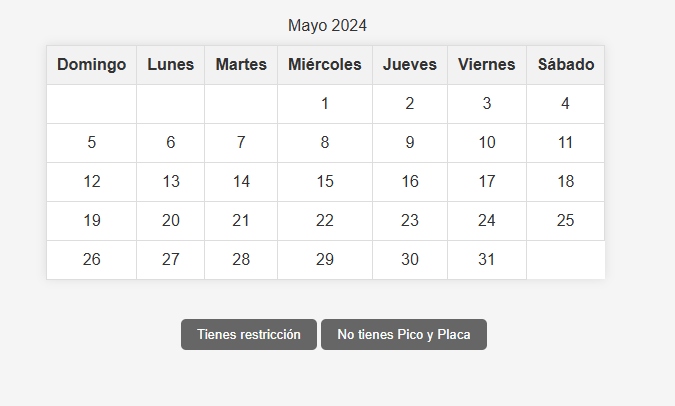 Mayo 2024
Domingo Lunes Martes Miércoles Jueves Viernes Sábado
1 2 3 4
5 6 7 8 9 10 11
12 13 14 15 16 17 18
19 20 21 22 23 24 25
26 27 28 29 30 31
Tienes restricción No tienes Pico y Placa